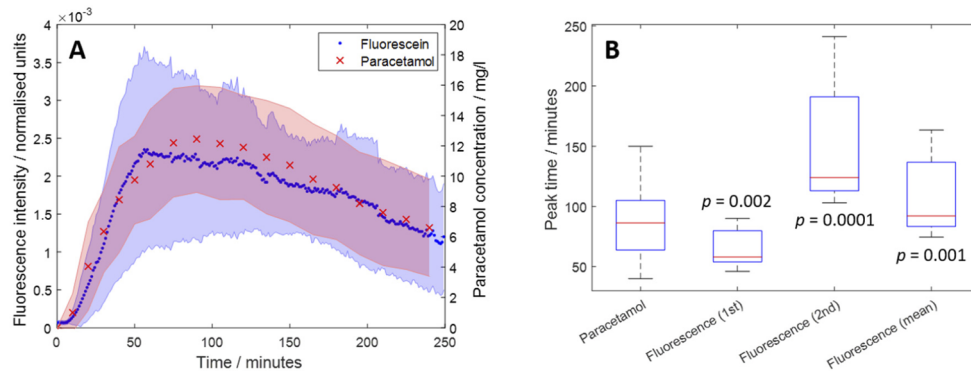 ×10⁻³
4
3.5
3
2.5
2
1.5
1
0.5
0
Fluorescence intensity / normalised units
A
Fluorescein
Paracetamol
20
18
16
14
12
10
8
6
4
2
0
Paracetamol concentration / mg/l
0 50 100 150 200 250
Time / minutes
B
250
200
150
100
50
Peak time / minutes
p = 0.002
p = 0.0001
p = 0.001
Paracetamol
Fluorescence (1st)
Fluorescence (2nd)
Fluorescence (mean)